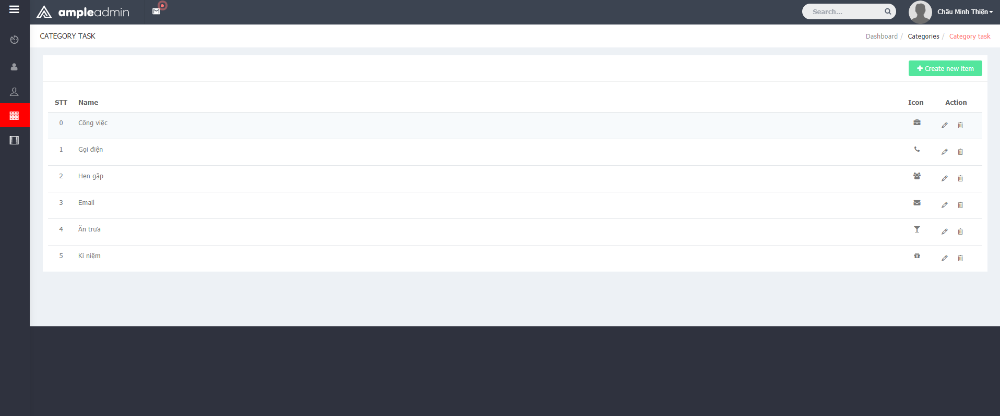 ampleadmin
Search...
Châu Minh Thiện
CATEGORY TASK
Dashboard / Categories / Category task
Create new item
STT Name Icon Action
0 Công việc
1 Gọi điện
2 Hẹn gặp
3 Email
4 Ăn trưa
5 Kí niệm